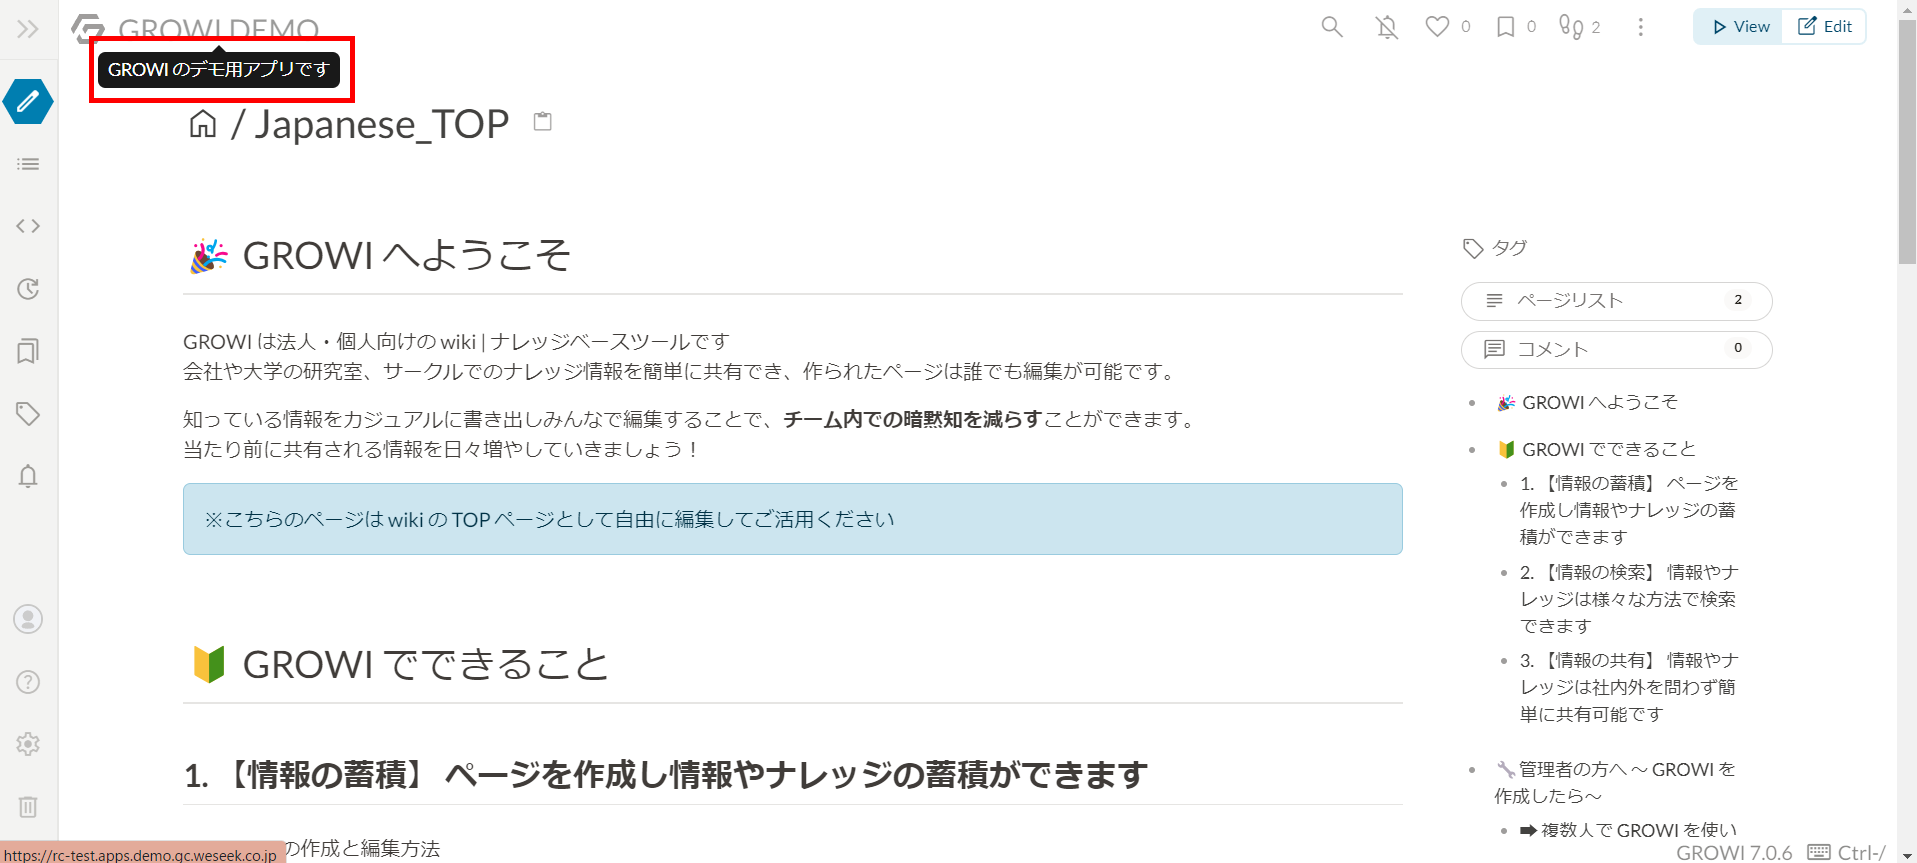 GROWI DEMO
GROWI のデモ用アプリです
0
0
2
View
Edit
/ Japanese_TOP
🎉 GROWI へようこそ
GROWI は法人・個人向けの wiki | ナレッジベースツールです
会社や大学の研究室、サークルでのナレッジ情報を簡単に共有でき、作られたページは誰でも編集が可能です。
知っている情報をカジュアルに書き出しみんなで編集することで、チーム内での暗黙知を減らすことができます。
当たり前に共有される情報を日々増やしていきましょう！
※こちらのページは wiki の TOP ページとして自由に編集してご活用ください
🔰 GROWI でできること
1. 【情報の蓄積】 ページを作成し情報やナレッジの蓄積ができます
の作成と編集方法
タグ
ページリスト 2
コメント 0
🎉 GROWI へようこそ
🔰 GROWI でできること
1. 【情報の蓄積】 ページを
作成し情報やナレッジの蓄
積ができます
2. 【情報の検索】 情報やナ
レッジは様々な方法で検索
できます
3. 【情報の共有】 情報やナ
レッジは社内外を問わず簡
単に共有可能です
🔧管理者の方へ ～ GROWI を
作成したら～
➡ 複数人で GROWI を使い
https://rc-test.apps.demo.gc.weseek.co.jp
GROWI 7.0.6
Ctrl-/